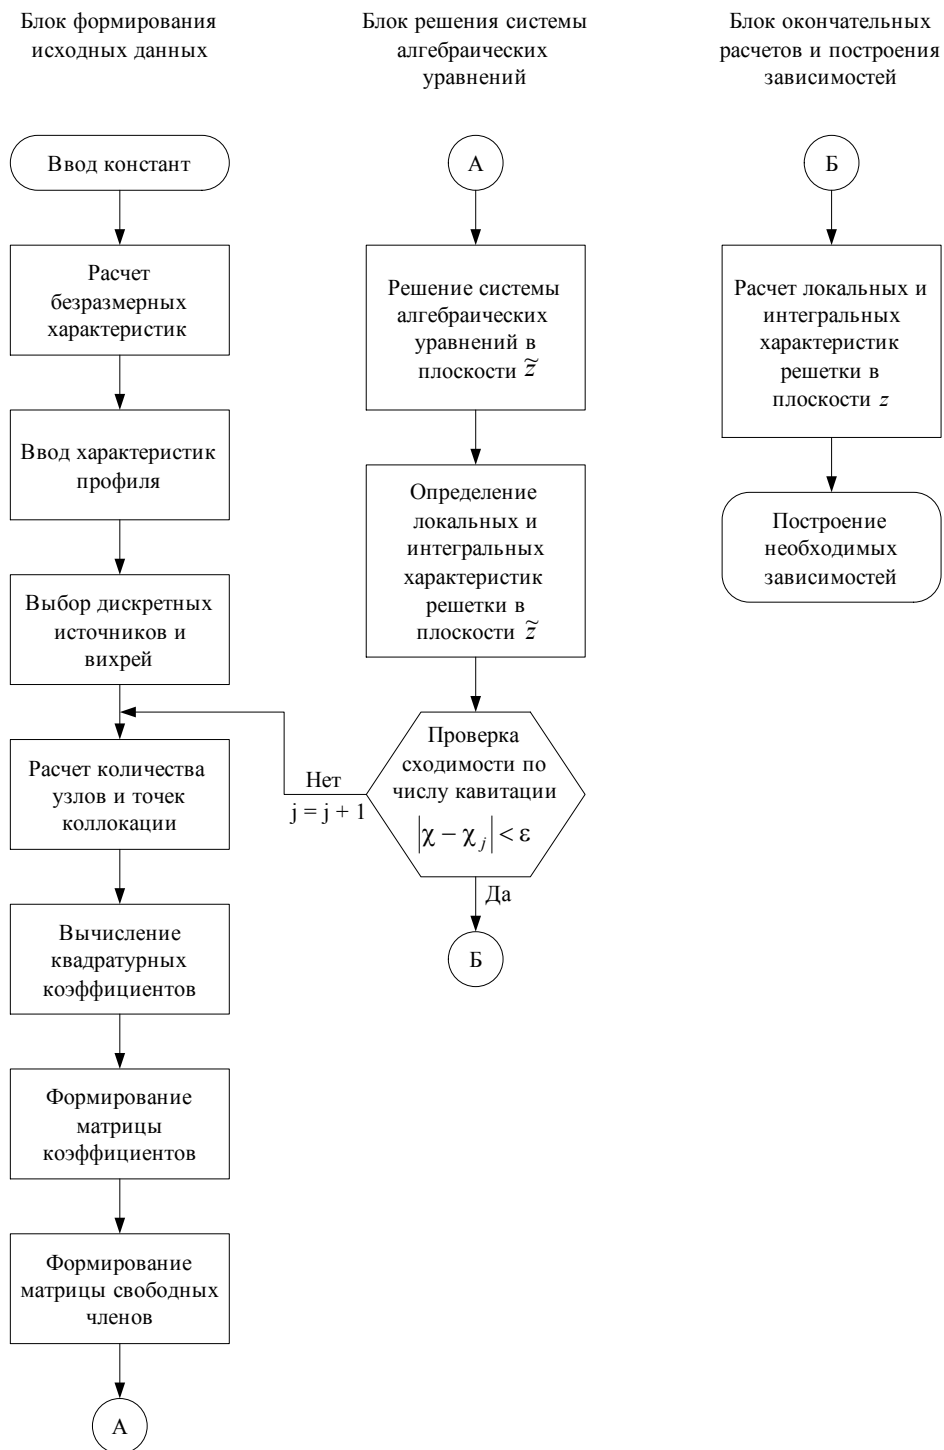 Блок формирования
исходных данных
Ввод констант
Расчет
безразмерных
характеристик
Ввод характеристик
профиля
Выбор дискретных
источников и
вихрей
Расчет количества
узлов и точек
коллокации
Вычисление
квадратурных
коэффициентов
Формирование
матрицы
коэффициентов
Формирование
матрицы свободных
членов
А
Блок решения системы
алгебраических
уравнений
А
Решение системы
алгебраических
уравнений в
плоскости z̃
Определение
локальных и
интегральных
характеристик
решетки в
плоскости z̃
Проверка
сходимости по
числу кавитации
|χ − χ_j| < ε
Нет
j = j + 1
Да
Б
Блок окончательных
расчетов и построения
зависимостей
Б
Расчет локальных и
интегральных
характеристик
решетки в
плоскости z
Построение
необходимых
зависимостей